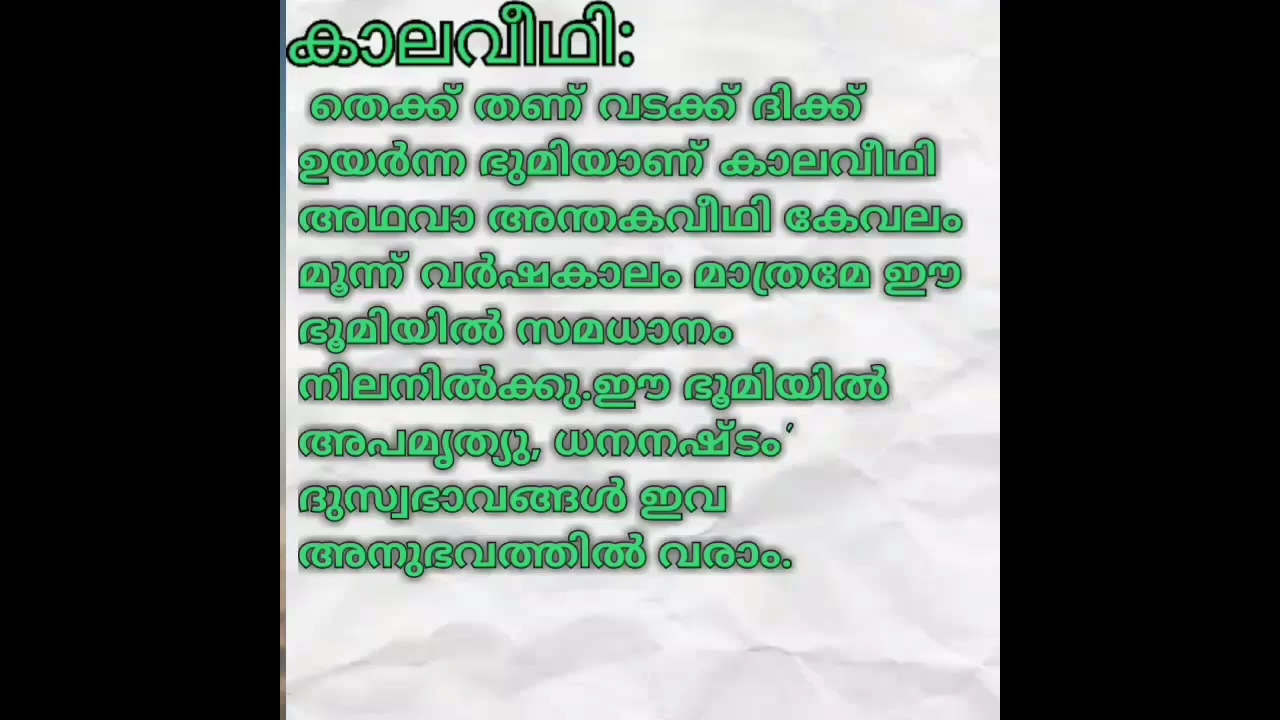 കാലവീഥി:
തെക്ക് തണ് വടക്ക് ദിക്ക്
ഉയർന്ന ഭുമിയാണ് കാലവീഥി
അഥവാ അന്തകവീഥി കേവലം
മൂന്ന് വർഷകാലം മാത്രമേ ഈ
ഭൂമിയിൽ സമധാനം
നിലനിൽക്കു.ഈ ഭൂമിയിൽ
അപമൃത്യു, ധനനഷ്ടം'
ദുസ്വഭാവങ്ങൾ ഇവ
അനുഭവത്തിൽ വരാം.